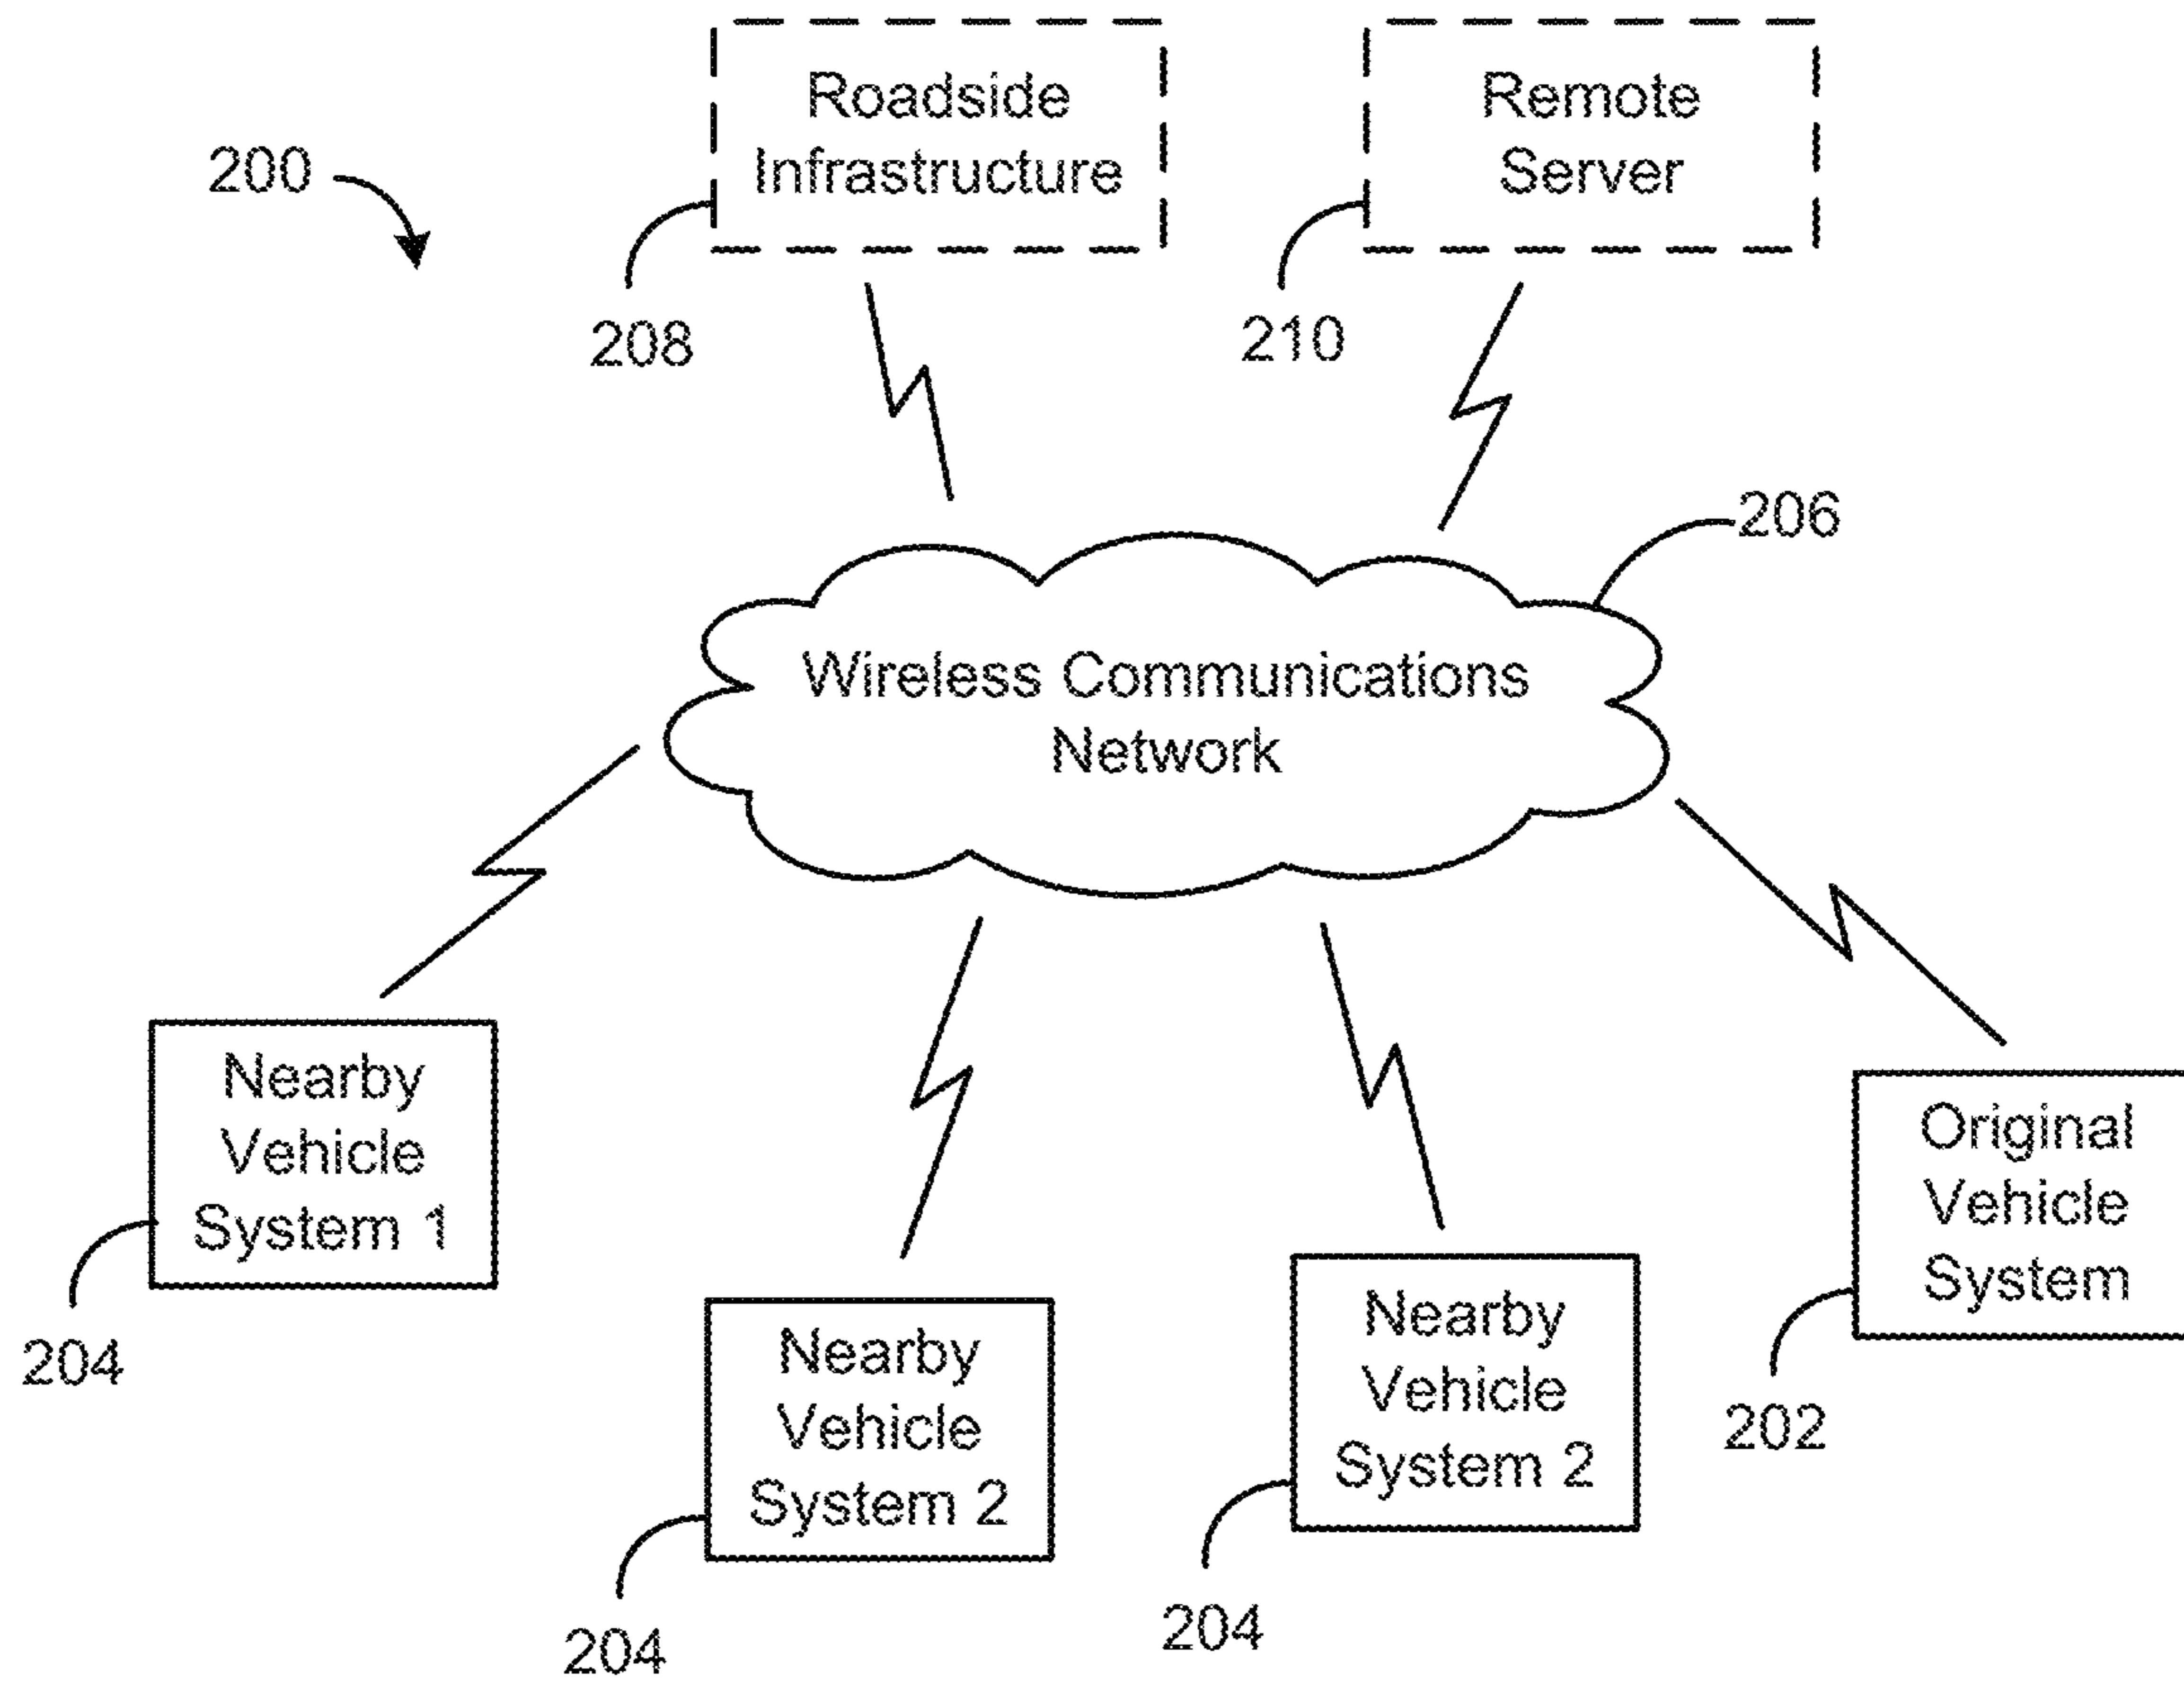 Roadside
Infrastructure
Remote
Server
200
208
210
206
Wireless Communications
Network
Nearby
Vehicle
System 1
204
Nearby
Vehicle
System 2
204
Nearby
Vehicle
System 2
204
Original
Vehicle
System
202